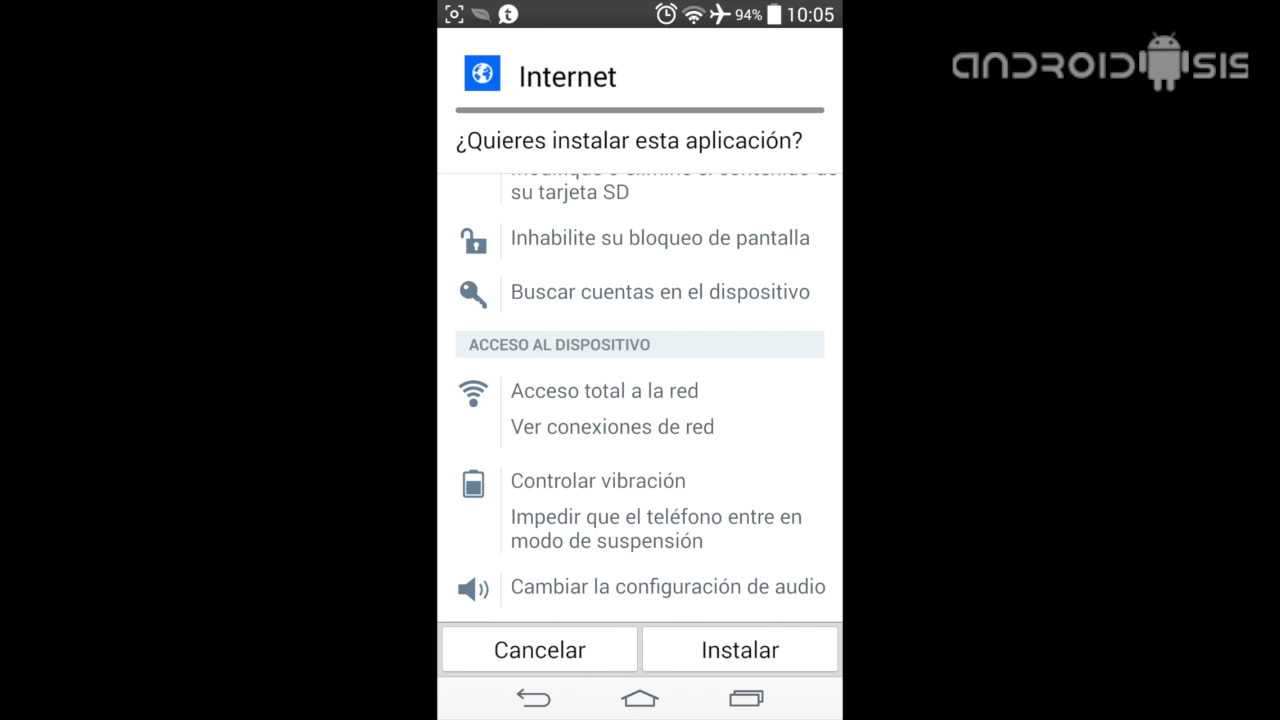 94% 10:05
ANDROIDSIS
Internet
¿Quieres instalar esta aplicación?
su tarjeta SD
Inhabilite su bloqueo de pantalla
Buscar cuentas en el dispositivo
ACCESO AL DISPOSITIVO
Acceso total a la red
Ver conexiones de red
Controlar vibración
Impedir que el teléfono entre en
modo de suspensión
Cambiar la configuración de audio
Cancelar
Instalar